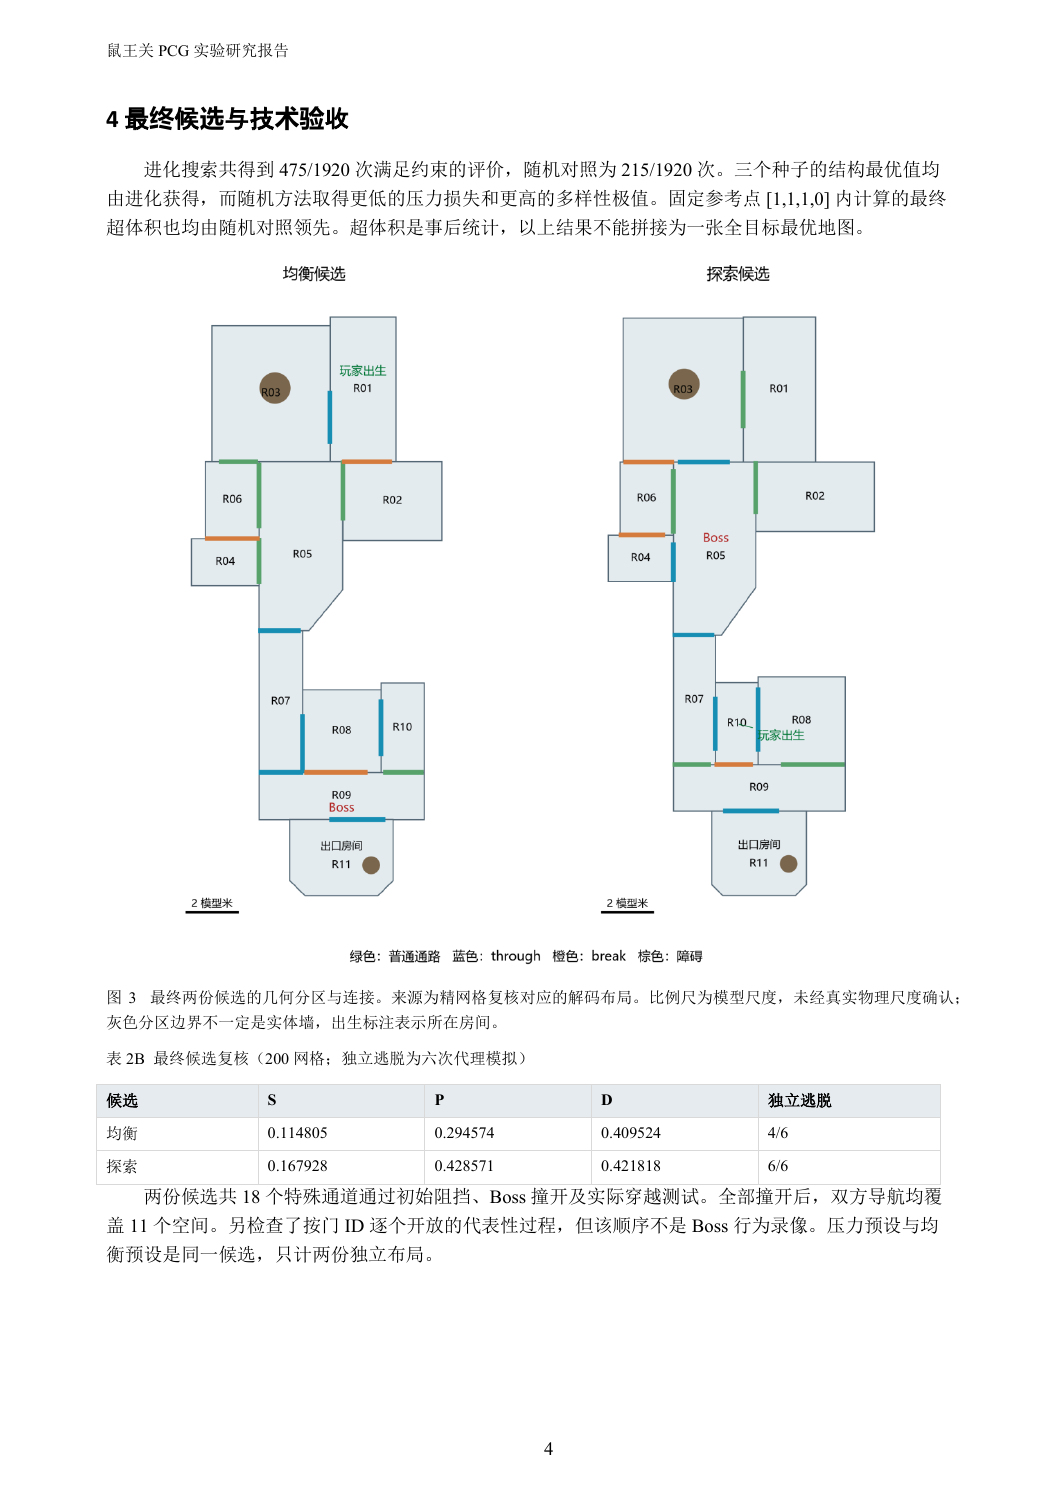 鼠王关 PCG 实验研究报告
4 最终候选与技术验收
进化搜索共得到 475/1920 次满足约束的评价，随机对照为 215/1920 次。三个种子的结构最优值均
由进化获得，而随机方法取得更低的压力损失和更高的多样性极值。固定参考点 [1,1,1,0] 内计算的最终
超体积也均由随机对照领先。超体积是事后统计，以上结果不能拼接为一张全目标最优地图。
均衡候选
玩家出生
R01
R03
R06
R02
R05
R04
R07
R08
R10
R09
Boss
出口房间
R11
2 模型米
探索候选
R03
R01
R06
R02
Boss
R05
R04
R07
R10
R08
玩家出生
R09
出口房间
R11
2 模型米
绿色：普通通路 蓝色：through 橙色：break 棕色：障碍
图 3 最终两份候选的几何分区与连接。来源为精网格复核对应的解码布局。比例尺为模型尺度，未经真实物理尺度确认；
灰色分区边界不一定是实体墙，出生标注表示所在房间。
表 2B 最终候选复核（200 网格；独立逃脱为六次代理模拟）
候选 S P D 独立逃脱
均衡 0.114805 0.294574 0.409524 4/6
探索 0.167928 0.428571 0.421818 6/6
两份候选共 18 个特殊通道通过初始阻挡、Boss 撞开及实际穿越测试。全部撞开后，双方导航均覆
盖 11 个空间。另检查了按门 ID 逐个开放的代表性过程，但该顺序不是 Boss 行为录像。压力预设与均
衡预设是同一候选，只计两份独立布局。
4